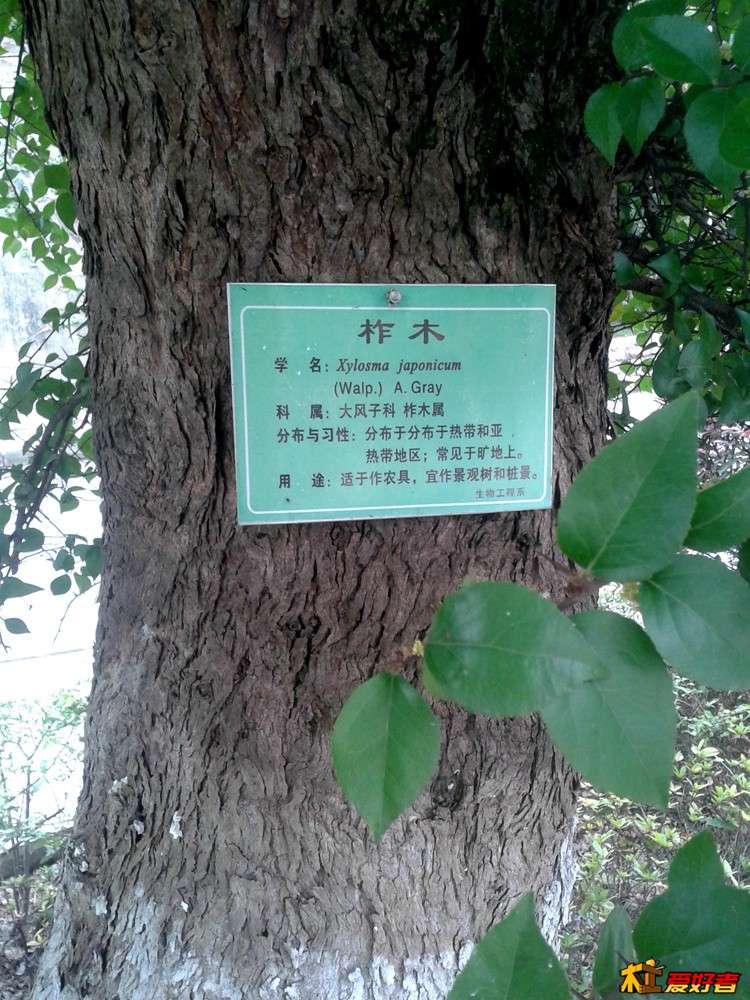 柞木
学 名：Xylosma japonicum
(Walp.) A. Gray
科 属：大风子科 柞木属
分布与习性：分布于分布于热带和亚
热带地区；常见于旷地上。
用 途：适于作农具，宜作景观树和桩景。
生物工程系
杠爱好者